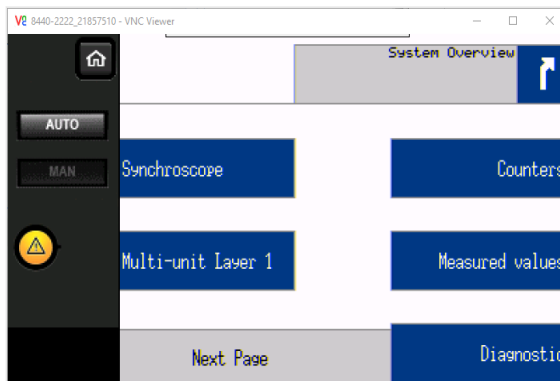 V2 8440-2222_21857510 - VNC Viewer
System Overview
AUTO
MAN
Synchroscope
Counters
Multi-unit Layer 1
Measured values
Next Page
Diagnostic